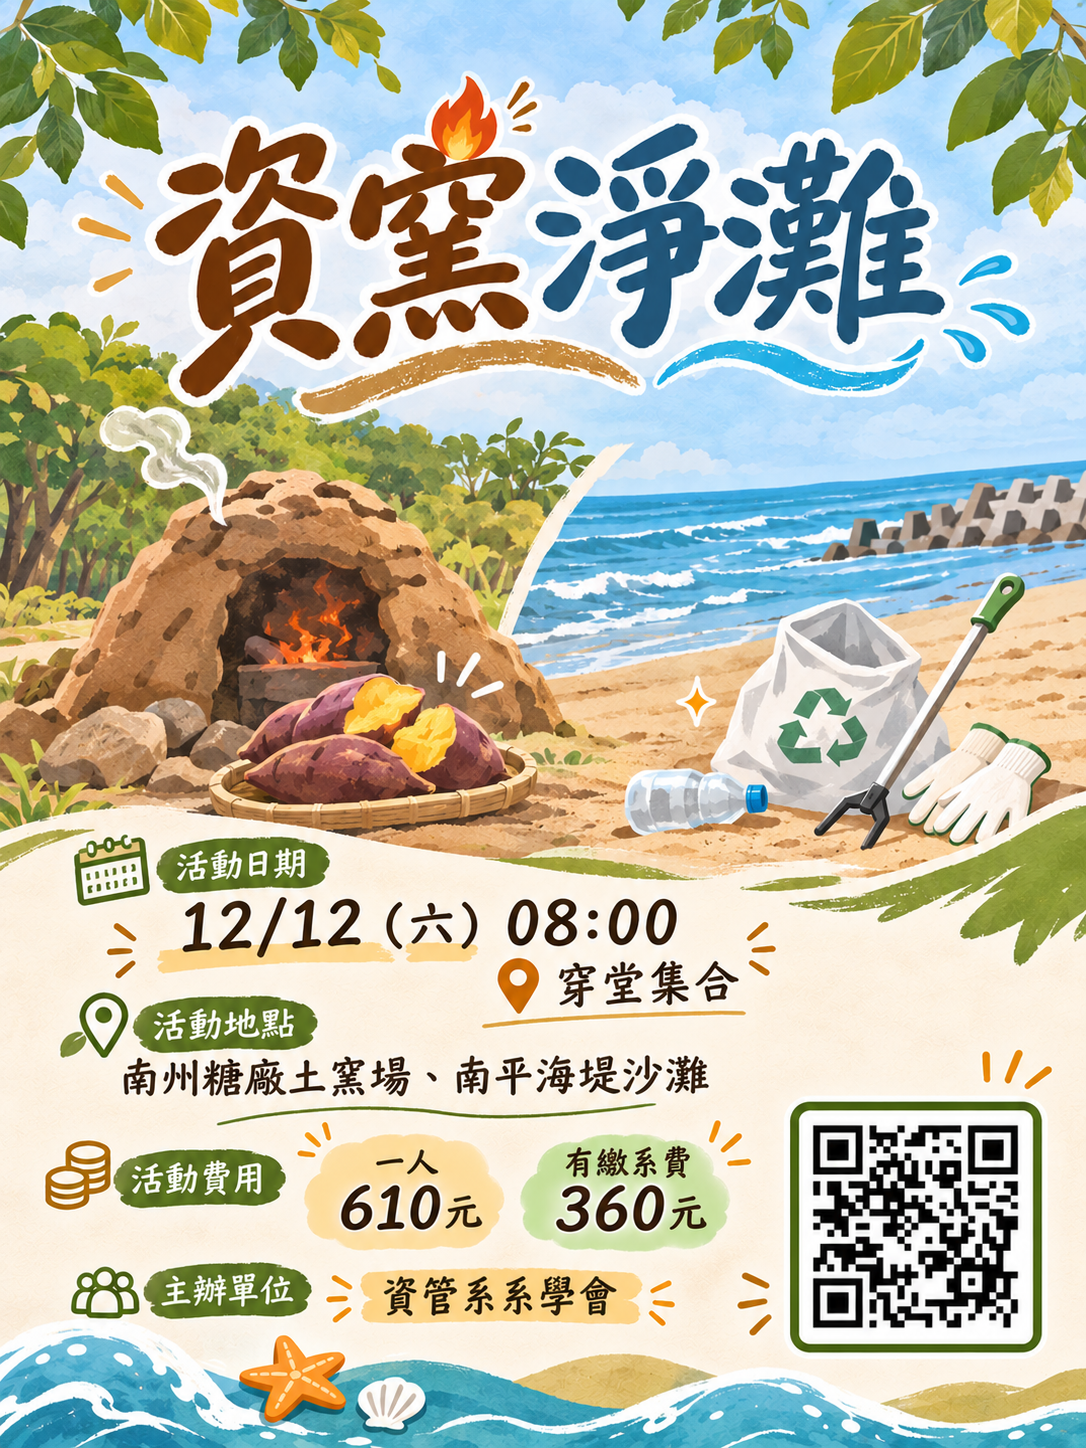 資窯淨灘
活動日期
12/12（六）08:00
穿堂集合
活動地點
南州糖廠土窯場、南平海堤沙灘
活動費用
一人
610元
有繳系費
360元
主辦單位
資管系系學會